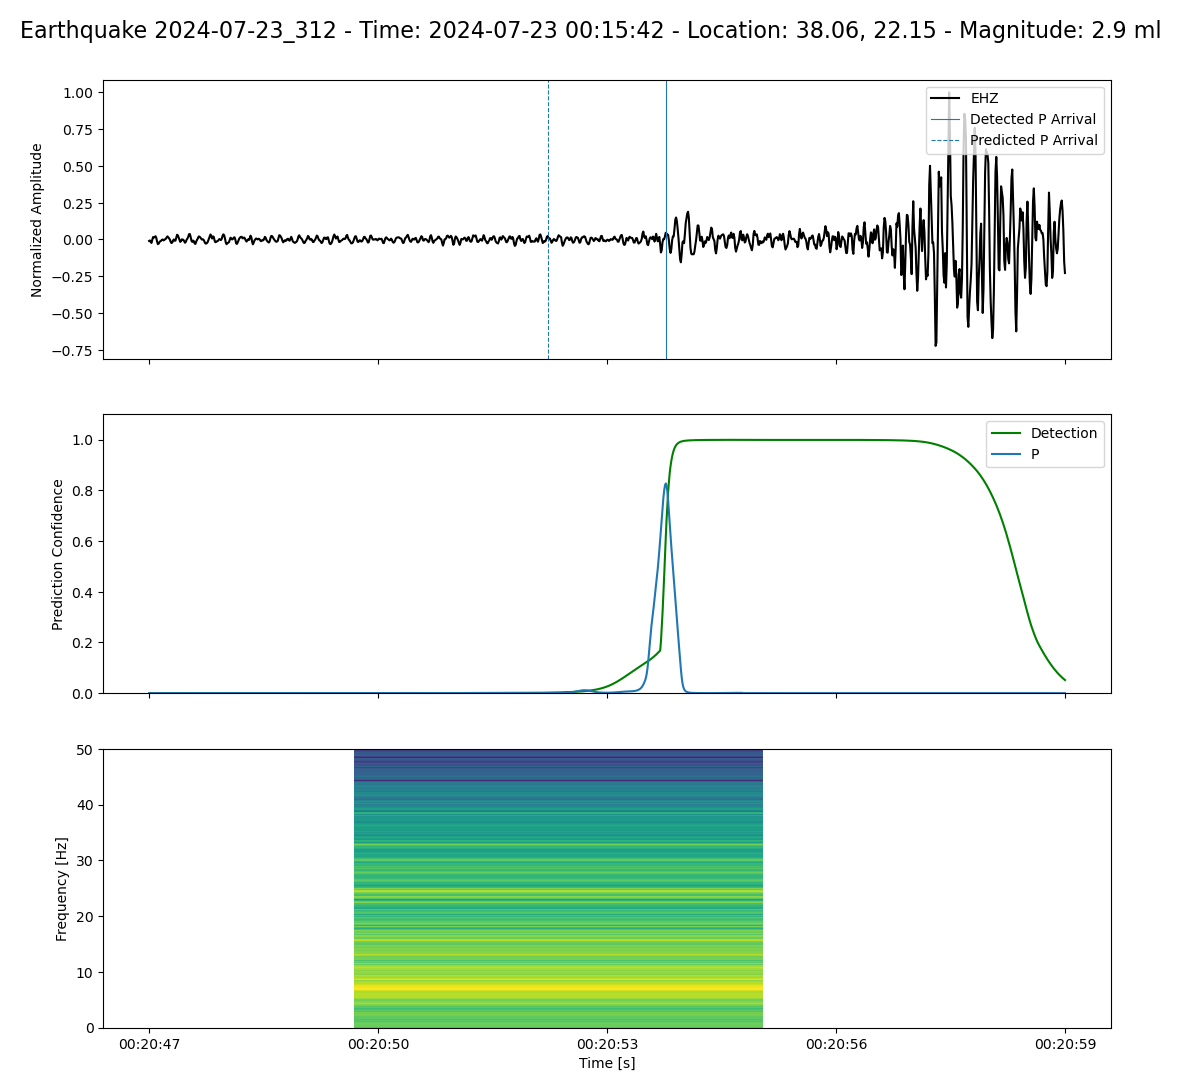 Earthquake 2024-07-23_312 - Time: 2024-07-23 00:15:42 - Location: 38.06, 22.15 - Magnitude: 2.9 ml
1.00
0.75
0.50
0.25
0.00
−0.25
−0.50
−0.75
Normalized Amplitude
EHZ
Detected P Arrival
Predicted P Arrival
1.0
0.8
0.6
0.4
0.2
0.0
Prediction Confidence
Detection
P
50
40
30
20
10
0
Frequency [Hz]
00:20:47 00:20:50 00:20:53 00:20:56 00:20:59
Time [s]